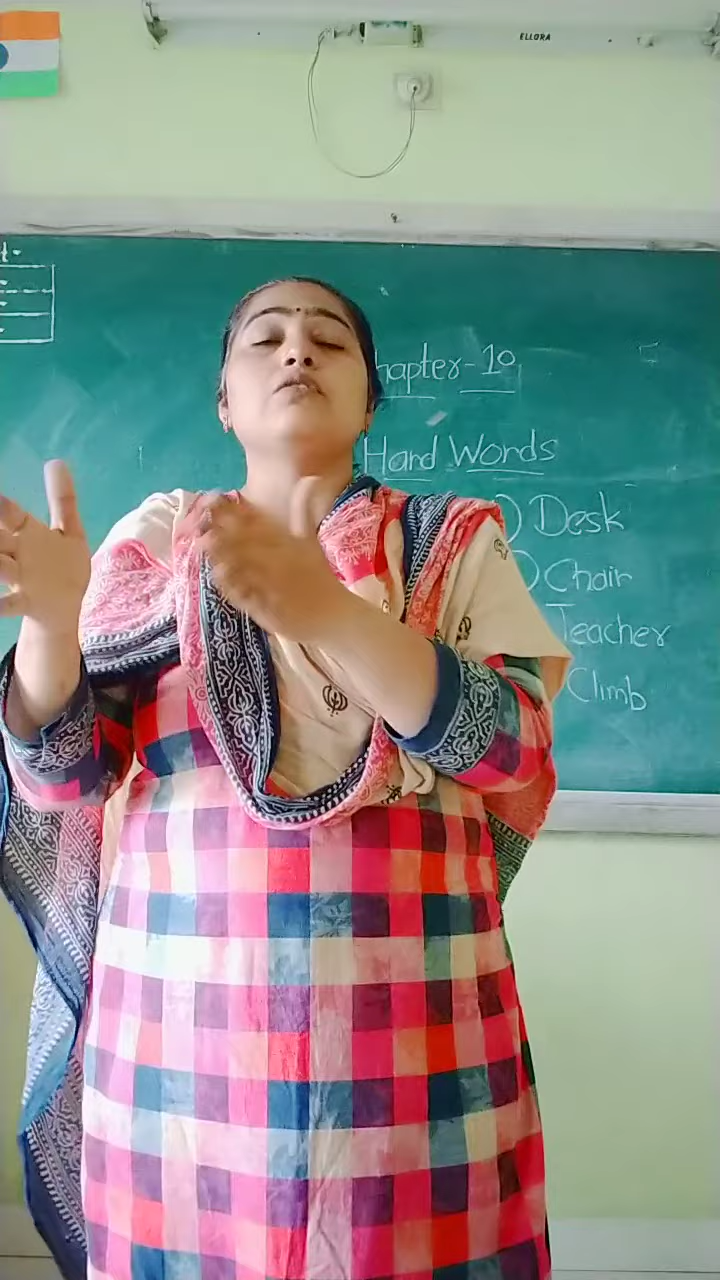 ELLORA
hapter-10
Hard Words
) Desk
) Chair
Teacher
Climb